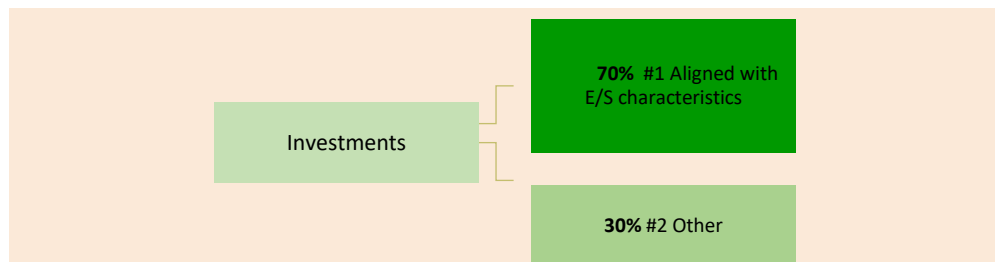 70% #1 Aligned with
E/S characteristics
Investments
30% #2 Other